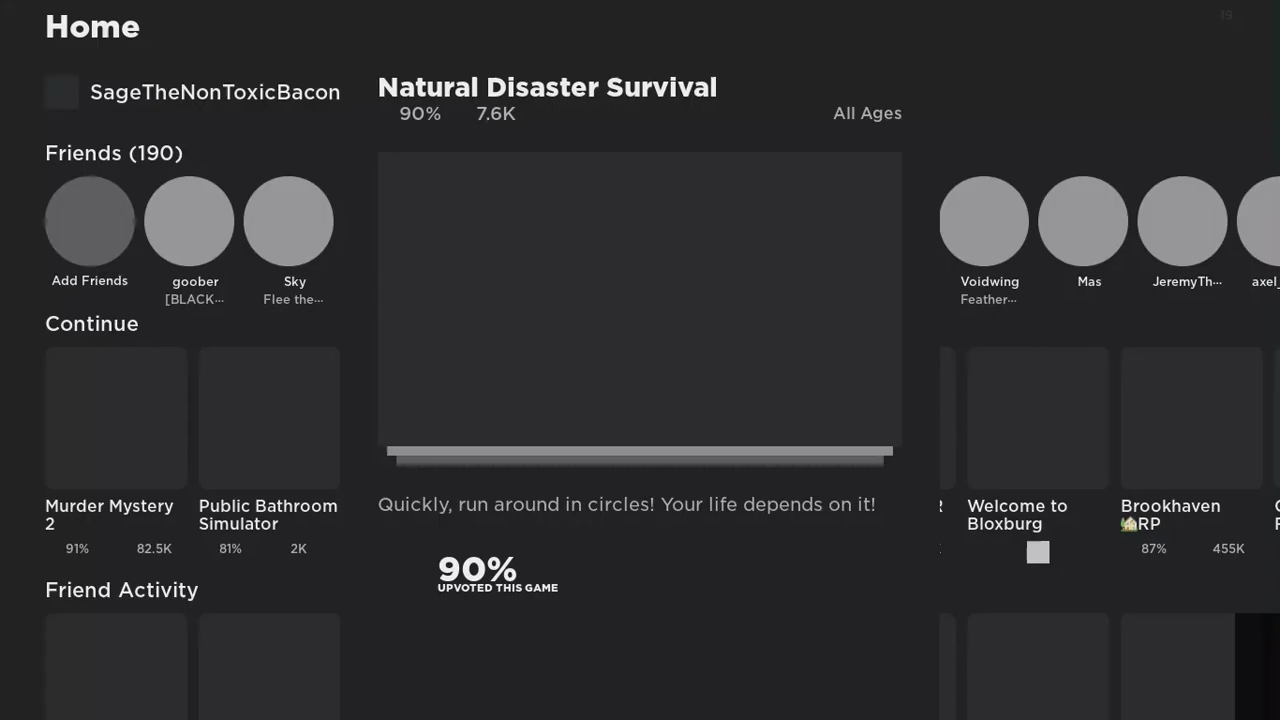 Home
19
SageTheNonToxicBacon
Natural Disaster Survival
90% 7.6K All Ages
Friends (190)
Add Friends
goober
[BLACK...
Sky
Flee the...
Voidwing
Feather...
Mas
JeremyTh...
axel_
Continue
Murder Mystery
2
91% 82.5K
Public Bathroom
Simulator
81% 2K
Quickly, run around in circles! Your life depends on it!
Welcome to
Bloxburg
Brookhaven
🏡RP
87% 455K
90%
UPVOTED THIS GAME
Friend Activity